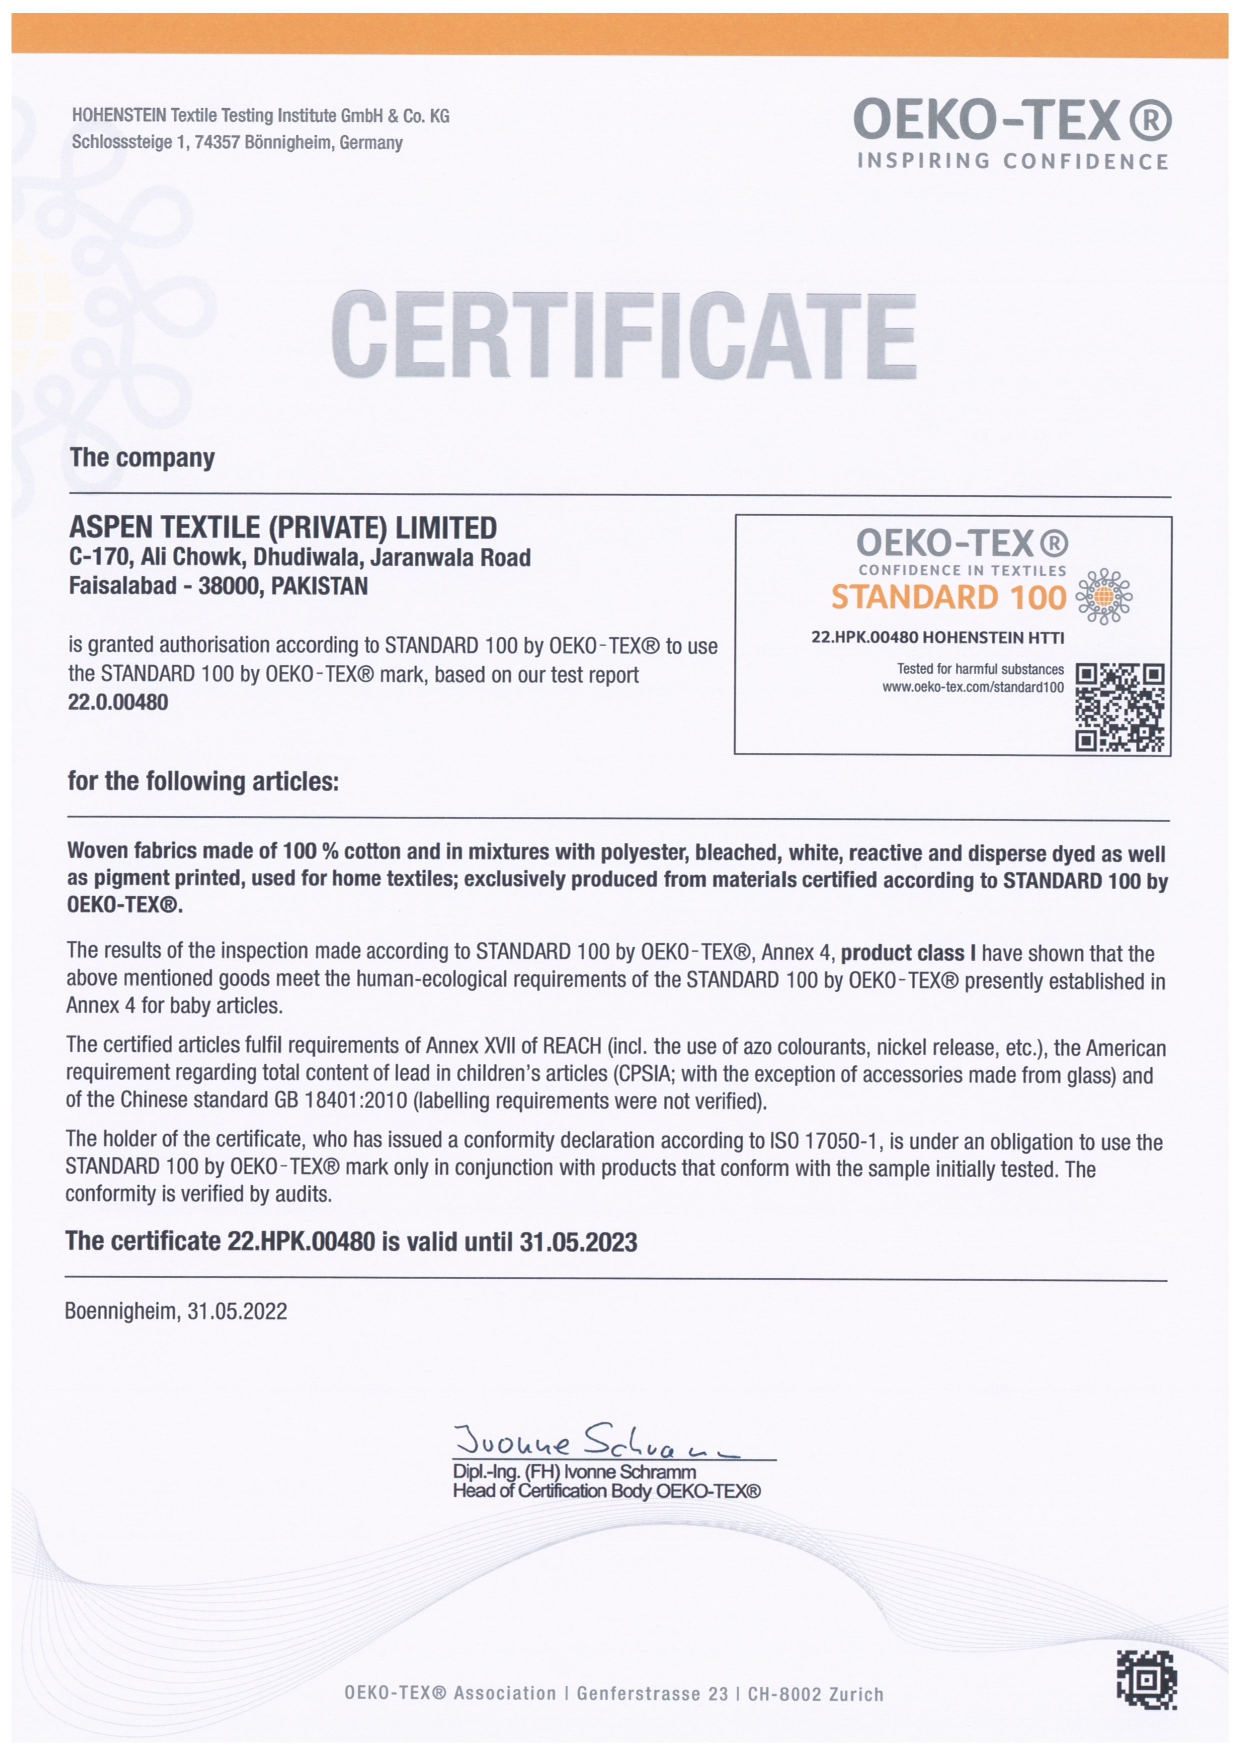 HOHENSTEIN Textile Testing Institute GmbH & Co. KG
Schlosssteige 1, 74357 Bönnigheim, Germany
OEKO-TEX®
INSPIRING CONFIDENCE
CERTIFICATE
The company
ASPEN TEXTILE (PRIVATE) LIMITED
C-170, Ali Chowk, Dhudiwala, Jaranwala Road
Faisalabad - 38000, PAKISTAN
is granted authorisation according to STANDARD 100 by OEKO-TEX® to use
the STANDARD 100 by OEKO-TEX® mark, based on our test report
22.0.00480
OEKO-TEX®
CONFIDENCE IN TEXTILES
STANDARD 100
22.HPK.00480 HOHENSTEIN HTTI
Tested for harmful substances
www.oeko-tex.com/standard100
for the following articles:
Woven fabrics made of 100 % cotton and in mixtures with polyester, bleached, white, reactive and disperse dyed as well
as pigment printed, used for home textiles; exclusively produced from materials certified according to STANDARD 100 by
OEKO-TEX®.
The results of the inspection made according to STANDARD 100 by OEKO-TEX®, Annex 4, product class I have shown that the
above mentioned goods meet the human-ecological requirements of the STANDARD 100 by OEKO-TEX® presently established in
Annex 4 for baby articles.
The certified articles fulfil requirements of Annex XVII of REACH (incl. the use of azo colourants, nickel release, etc.), the American
requirement regarding total content of lead in children's articles (CPSIA; with the exception of accessories made from glass) and
of the Chinese standard GB 18401:2010 (labelling requirements were not verified).
The holder of the certificate, who has issued a conformity declaration according to ISO 17050-1, is under an obligation to use the
STANDARD 100 by OEKO-TEX® mark only in conjunction with products that conform with the sample initially tested. The
conformity is verified by audits.
The certificate 22.HPK.00480 is valid until 31.05.2023
Boennigheim, 31.05.2022
Ivonne Schramm
Dipl.-Ing. (FH) Ivonne Schramm
Head of Certification Body OEKO-TEX®
OEKO-TEX® Association | Genferstrasse 23 | CH-8002 Zurich